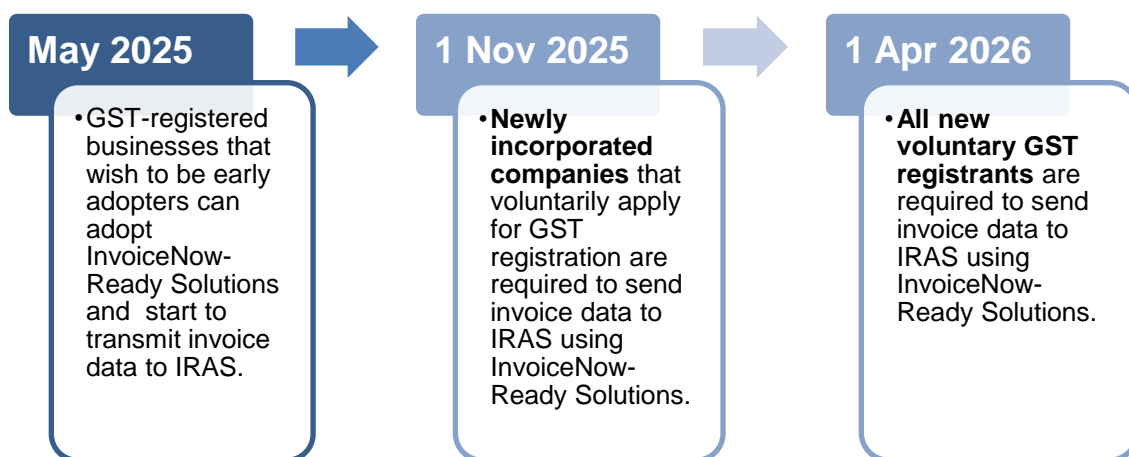 May 2025
•GST-registered
businesses that
wish to be early
adopters can
adopt
InvoiceNow-
Ready Solutions
and start to
transmit invoice
data to IRAS.
1 Nov 2025
•Newly
incorporated
companies that
voluntarily apply
for GST
registration are
required to send
invoice data to
IRAS using
InvoiceNow-
Ready Solutions.
1 Apr 2026
•All new
voluntary GST
registrants are
required to send
invoice data to
IRAS using
InvoiceNow-
Ready Solutions.